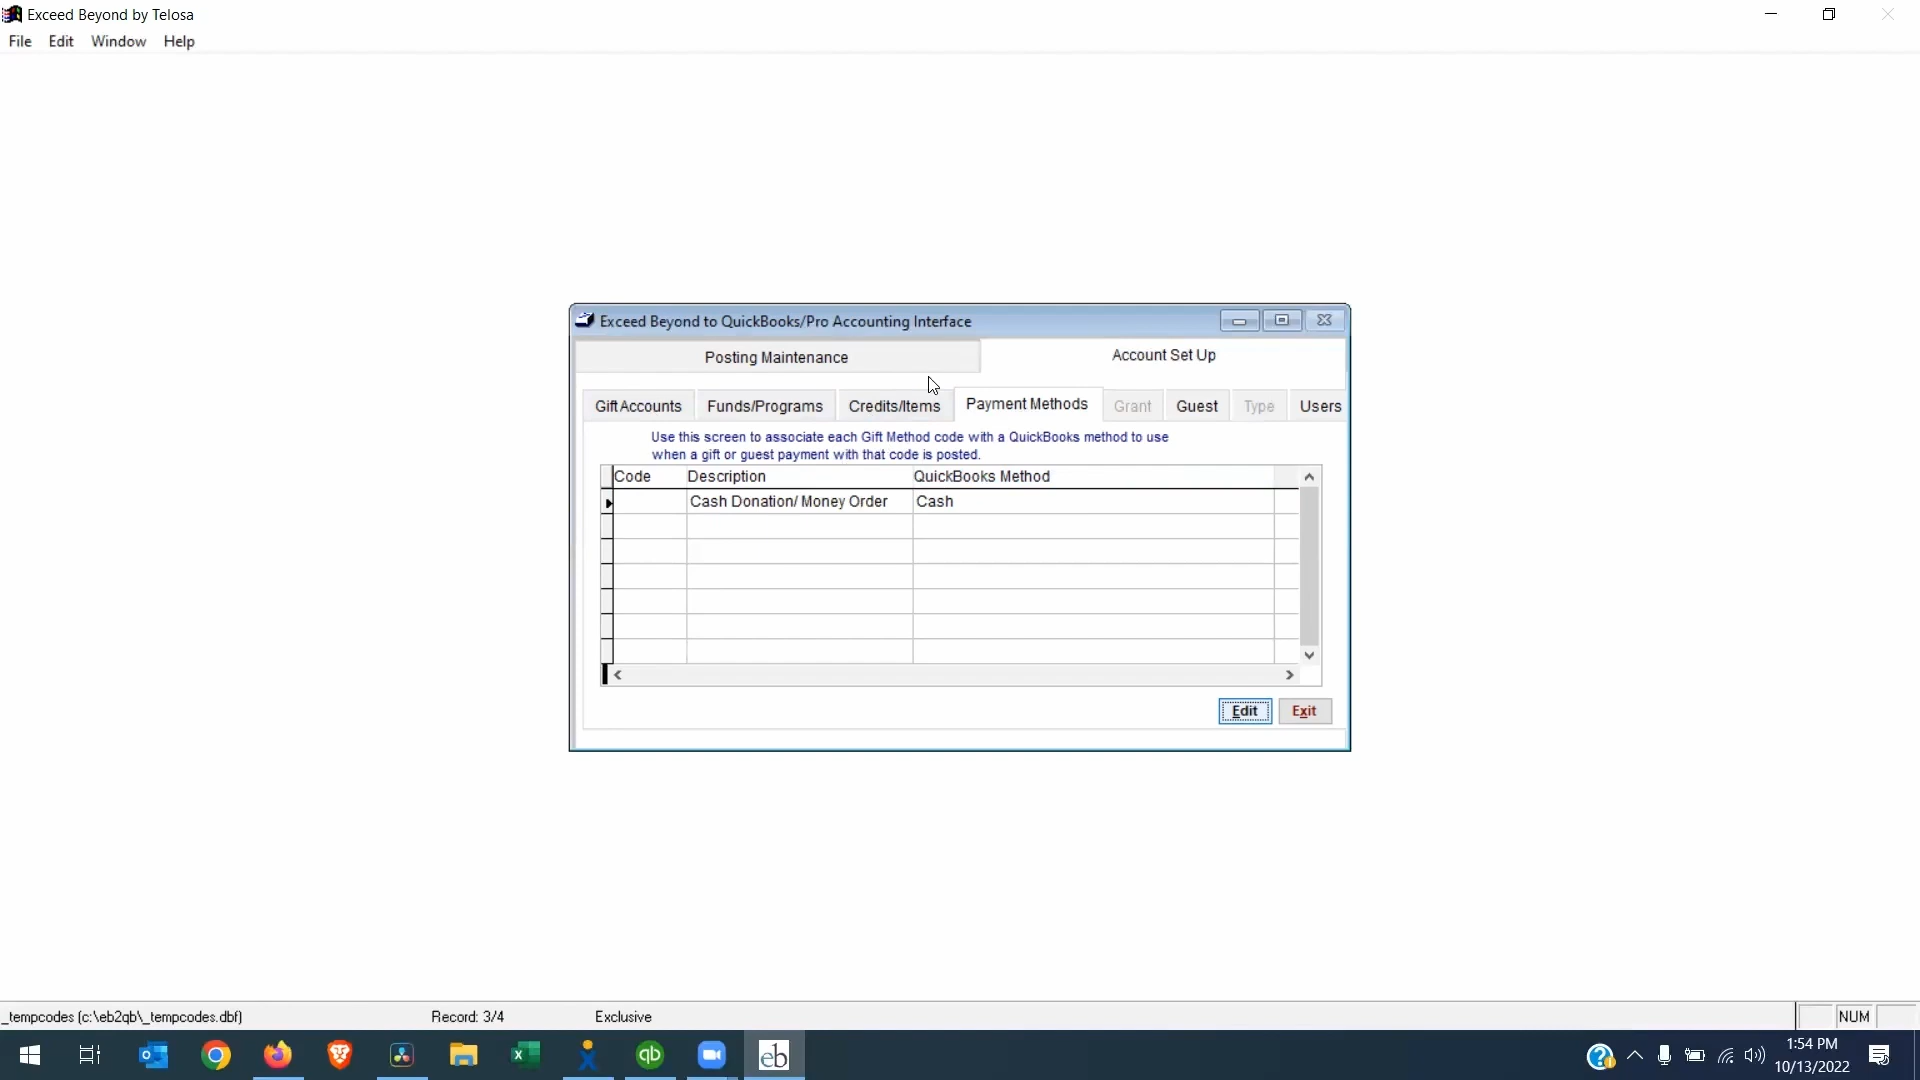 Exceed Beyond by Telosa
File Edit Window Help
Exceed Beyond to QuickBooks/Pro Accounting Interface
Posting Maintenance Account Set Up
Gift Accounts Funds/Programs Credits/Items Payment Methods Grant Guest Type Users
Use this screen to associate each Gift Method code with a QuickBooks method to use
when a gift or guest payment with that code is posted.
Code Description QuickBooks Method
Cash Donation/ Money Order Cash
Edit Exit
_tempcodes (c:\eb2qb\_tempcodes.dbf) Record: 3/4 Exclusive NUM
qb eb
1:54 PM
10/13/2022